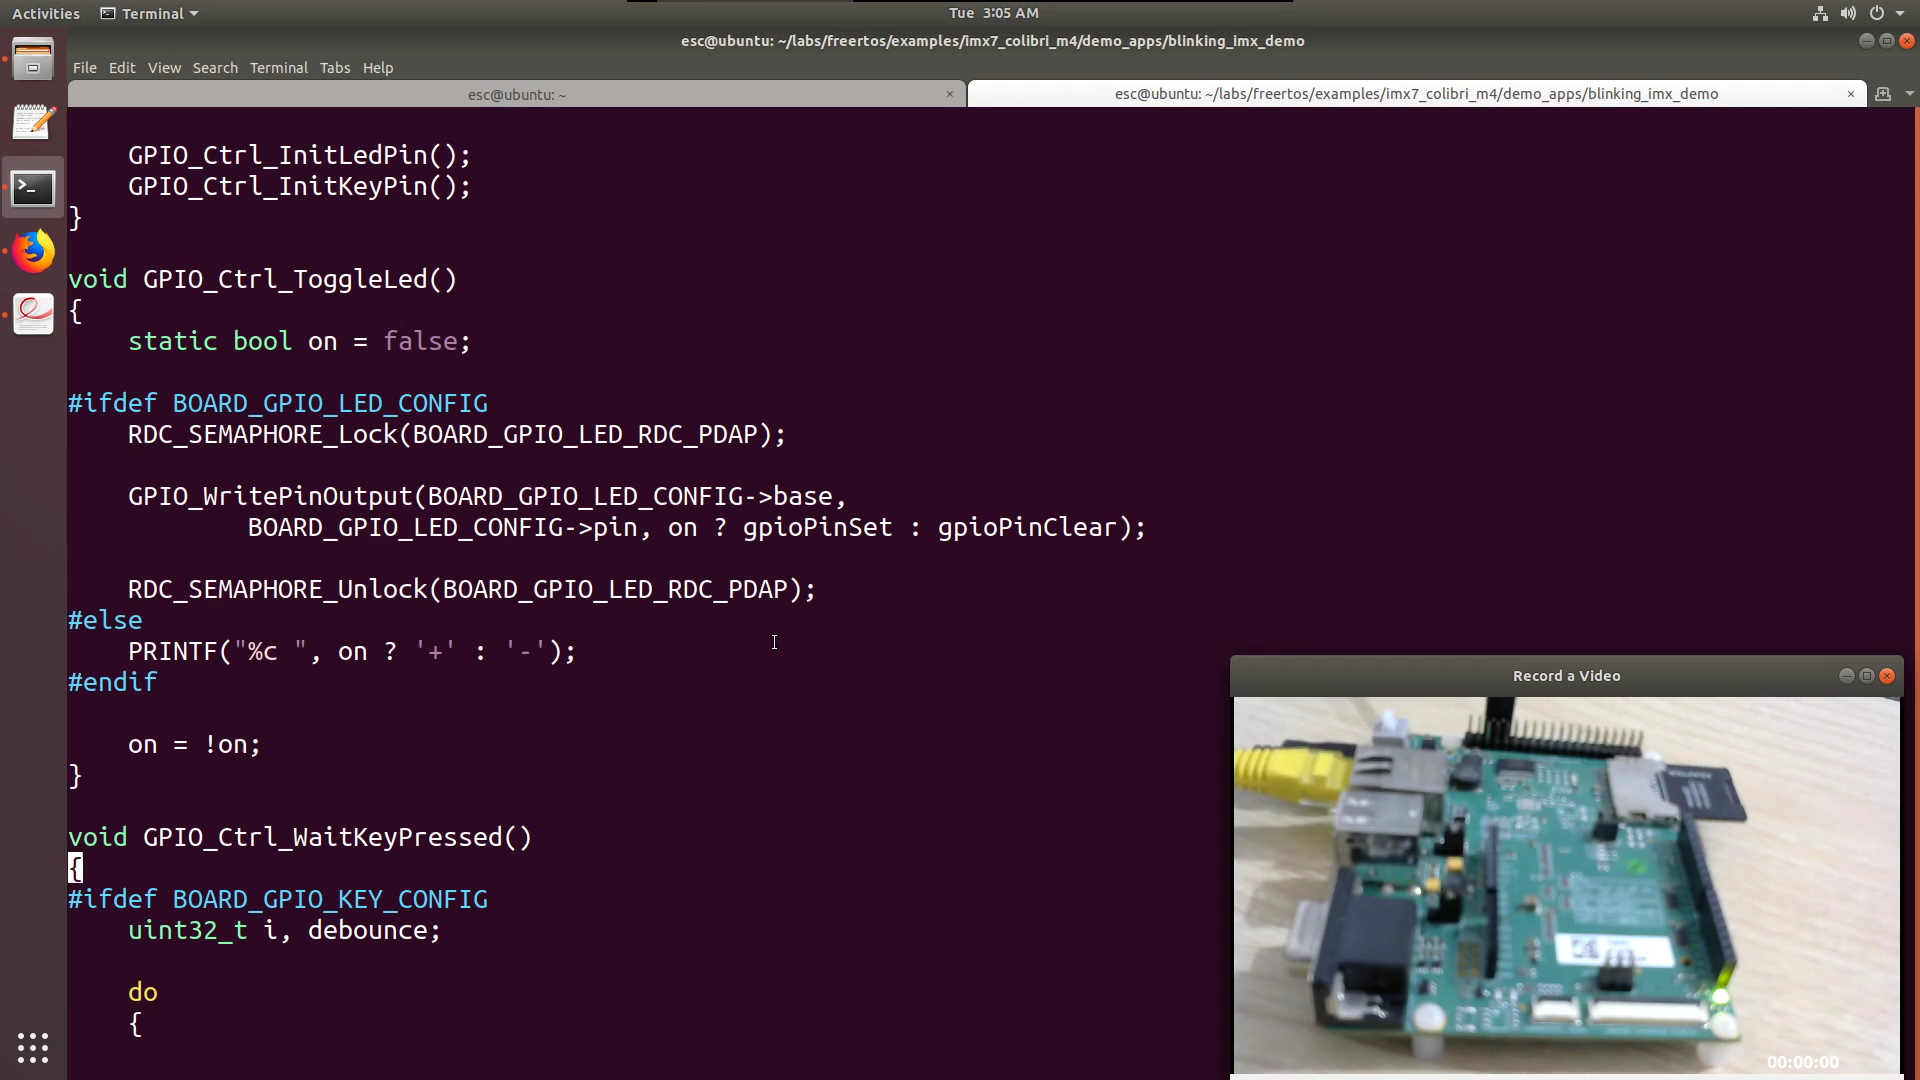 Activities
Terminal
Tue 3:05 AM
esc@ubuntu: ~/labs/freertos/examples/imx7_colibri_m4/demo_apps/blinking_imx_demo
File Edit View Search Terminal Tabs Help
esc@ubuntu: ~ ×
esc@ubuntu: ~/labs/freertos/examples/imx7_colibri_m4/demo_apps/blinking_imx_demo ×
GPIO_Ctrl_InitLedPin();
GPIO_Ctrl_InitKeyPin();
}
void GPIO_Ctrl_ToggleLed()
{
static bool on = false;
#ifdef BOARD_GPIO_LED_CONFIG
RDC_SEMAPHORE_Lock(BOARD_GPIO_LED_RDC_PDAP);
GPIO_WritePinOutput(BOARD_GPIO_LED_CONFIG->base,
BOARD_GPIO_LED_CONFIG->pin, on ? gpioPinSet : gpioPinClear);
RDC_SEMAPHORE_Unlock(BOARD_GPIO_LED_RDC_PDAP);
#else
PRINTF("%c ", on ? '+' : '-');
#endif
on = !on;
}
void GPIO_Ctrl_WaitKeyPressed()
{
#ifdef BOARD_GPIO_KEY_CONFIG
uint32_t i, debounce;
do
{
Record a Video
00:00:00